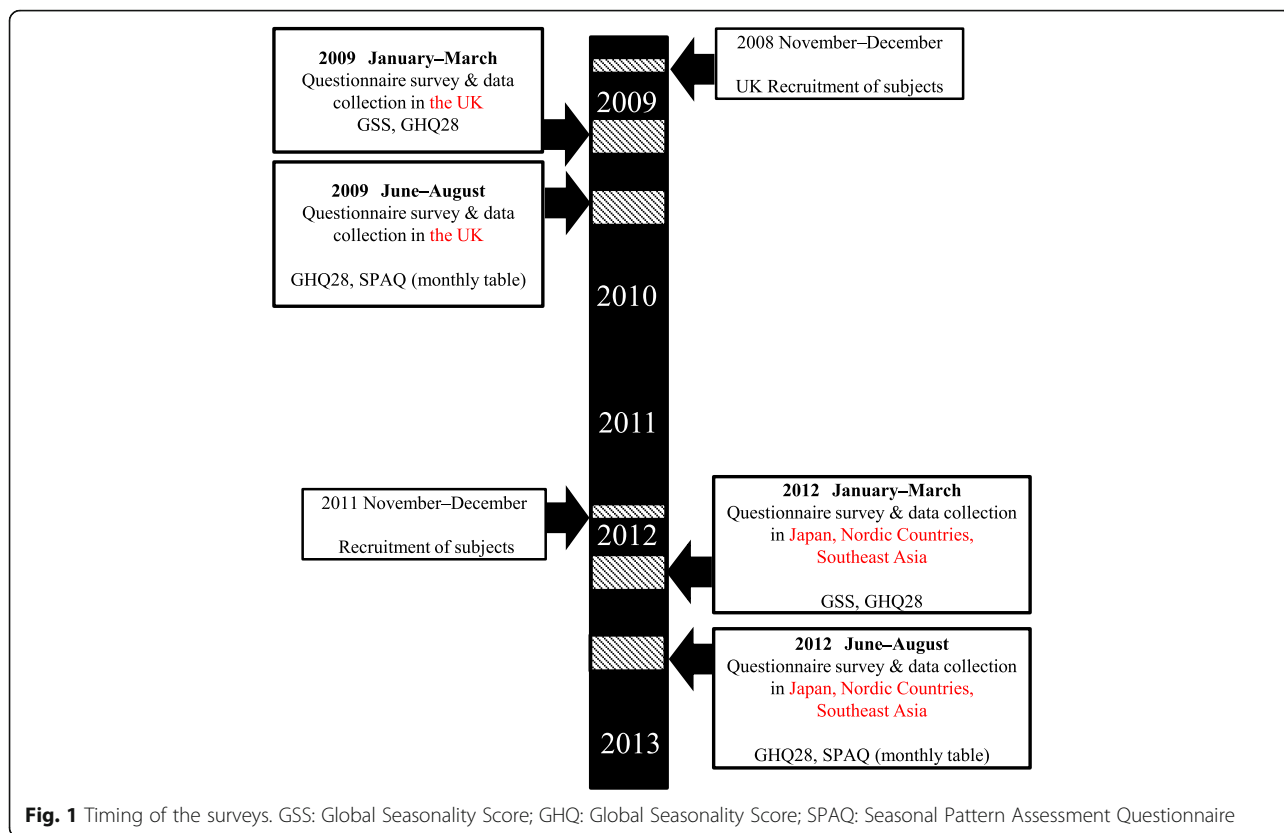 2009 January–March
Questionnaire survey & data
collection in the UK
GSS, GHQ28
2008 November–December
UK Recruitment of subjects
2009
2009 June–August
Questionnaire survey & data
collection in the UK
GHQ28, SPAQ (monthly table)
2010
2011
2011 November–December
Recruitment of subjects
2012
2012 January–March
Questionnaire survey & data collection
in Japan, Nordic Countries,
Southeast Asia
GSS, GHQ28
2012 June–August
Questionnaire survey & data collection
in Japan, Nordic Countries,
Southeast Asia
GHQ28, SPAQ (monthly table)
2013
Fig. 1 Timing of the surveys. GSS: Global Seasonality Score; GHQ: Global Seasonality Score; SPAQ: Seasonal Pattern Assessment Questionnaire